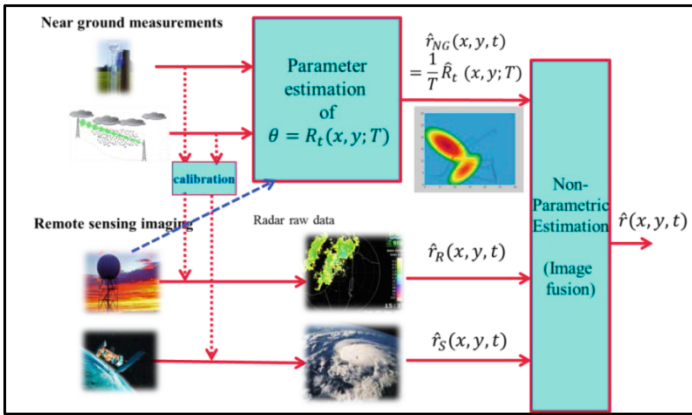 Near ground measurements
Parameter
estimation
of
θ = R_t(x, y; T)
r̂_NG(x, y, t)
= 1/T R̂_t (x, y; T)
calibration
Non-
Parametric
Estimation
(Image
fusion)
r̂(x, y, t)
Remote sensing imaging
Radar raw data
r̂_R(x, y, t)
r̂_S(x, y, t)